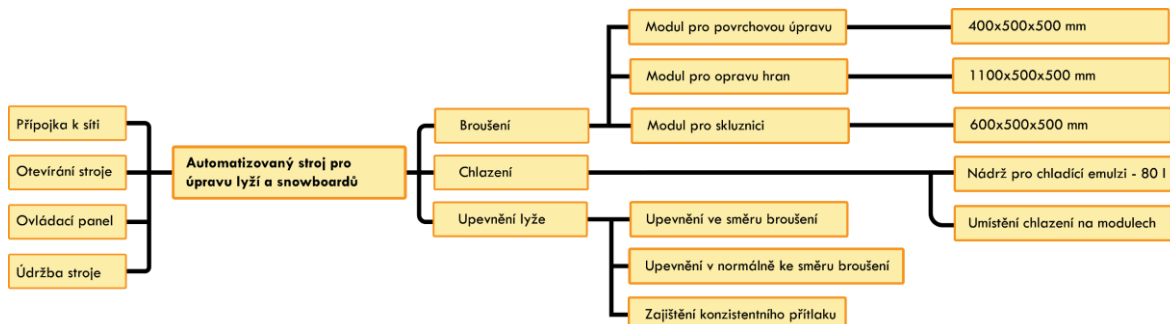 Modul pro povrchovou úpravu
400x500x500 mm
Modul pro opravu hran
1100x500x500 mm
Přípojka k síti
Broušení
Modul pro skluznici
600x500x500 mm
Automatizovaný stroj pro
úpravu lyží a snowboardů
Otevírání stroje
Chlazení
Nádrž pro chladící emulzi - 80 l
Ovládací panel
Upevnění lyže
Upevnění ve směru broušení
Umístění chlazení na modulech
Údržba stroje
Upevnění v normálně ke směru broušení
Zajištění konzistentního přítlaku